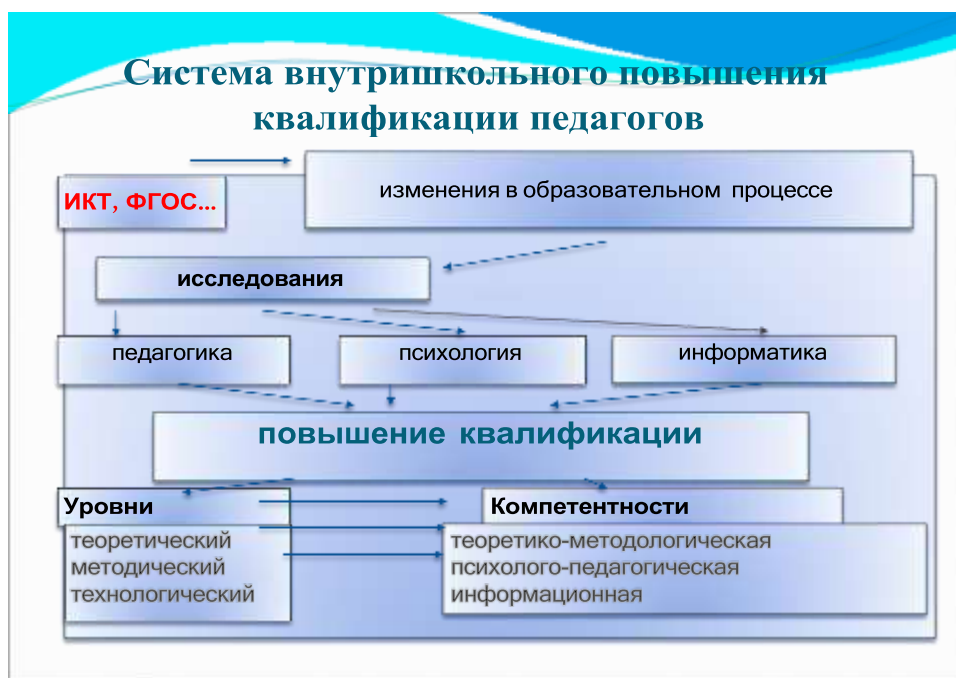 Система внутришкольного повышения
квалификации педагогов
ИКТ, ФГОС...
изменения в образовательном процессе
исследования
педагогика
психология
информатика
повышение квалификации
Уровни
Компетентности
теоретический
методический
технологический
теоретико-методологическая
психолого-педагогическая
информационная